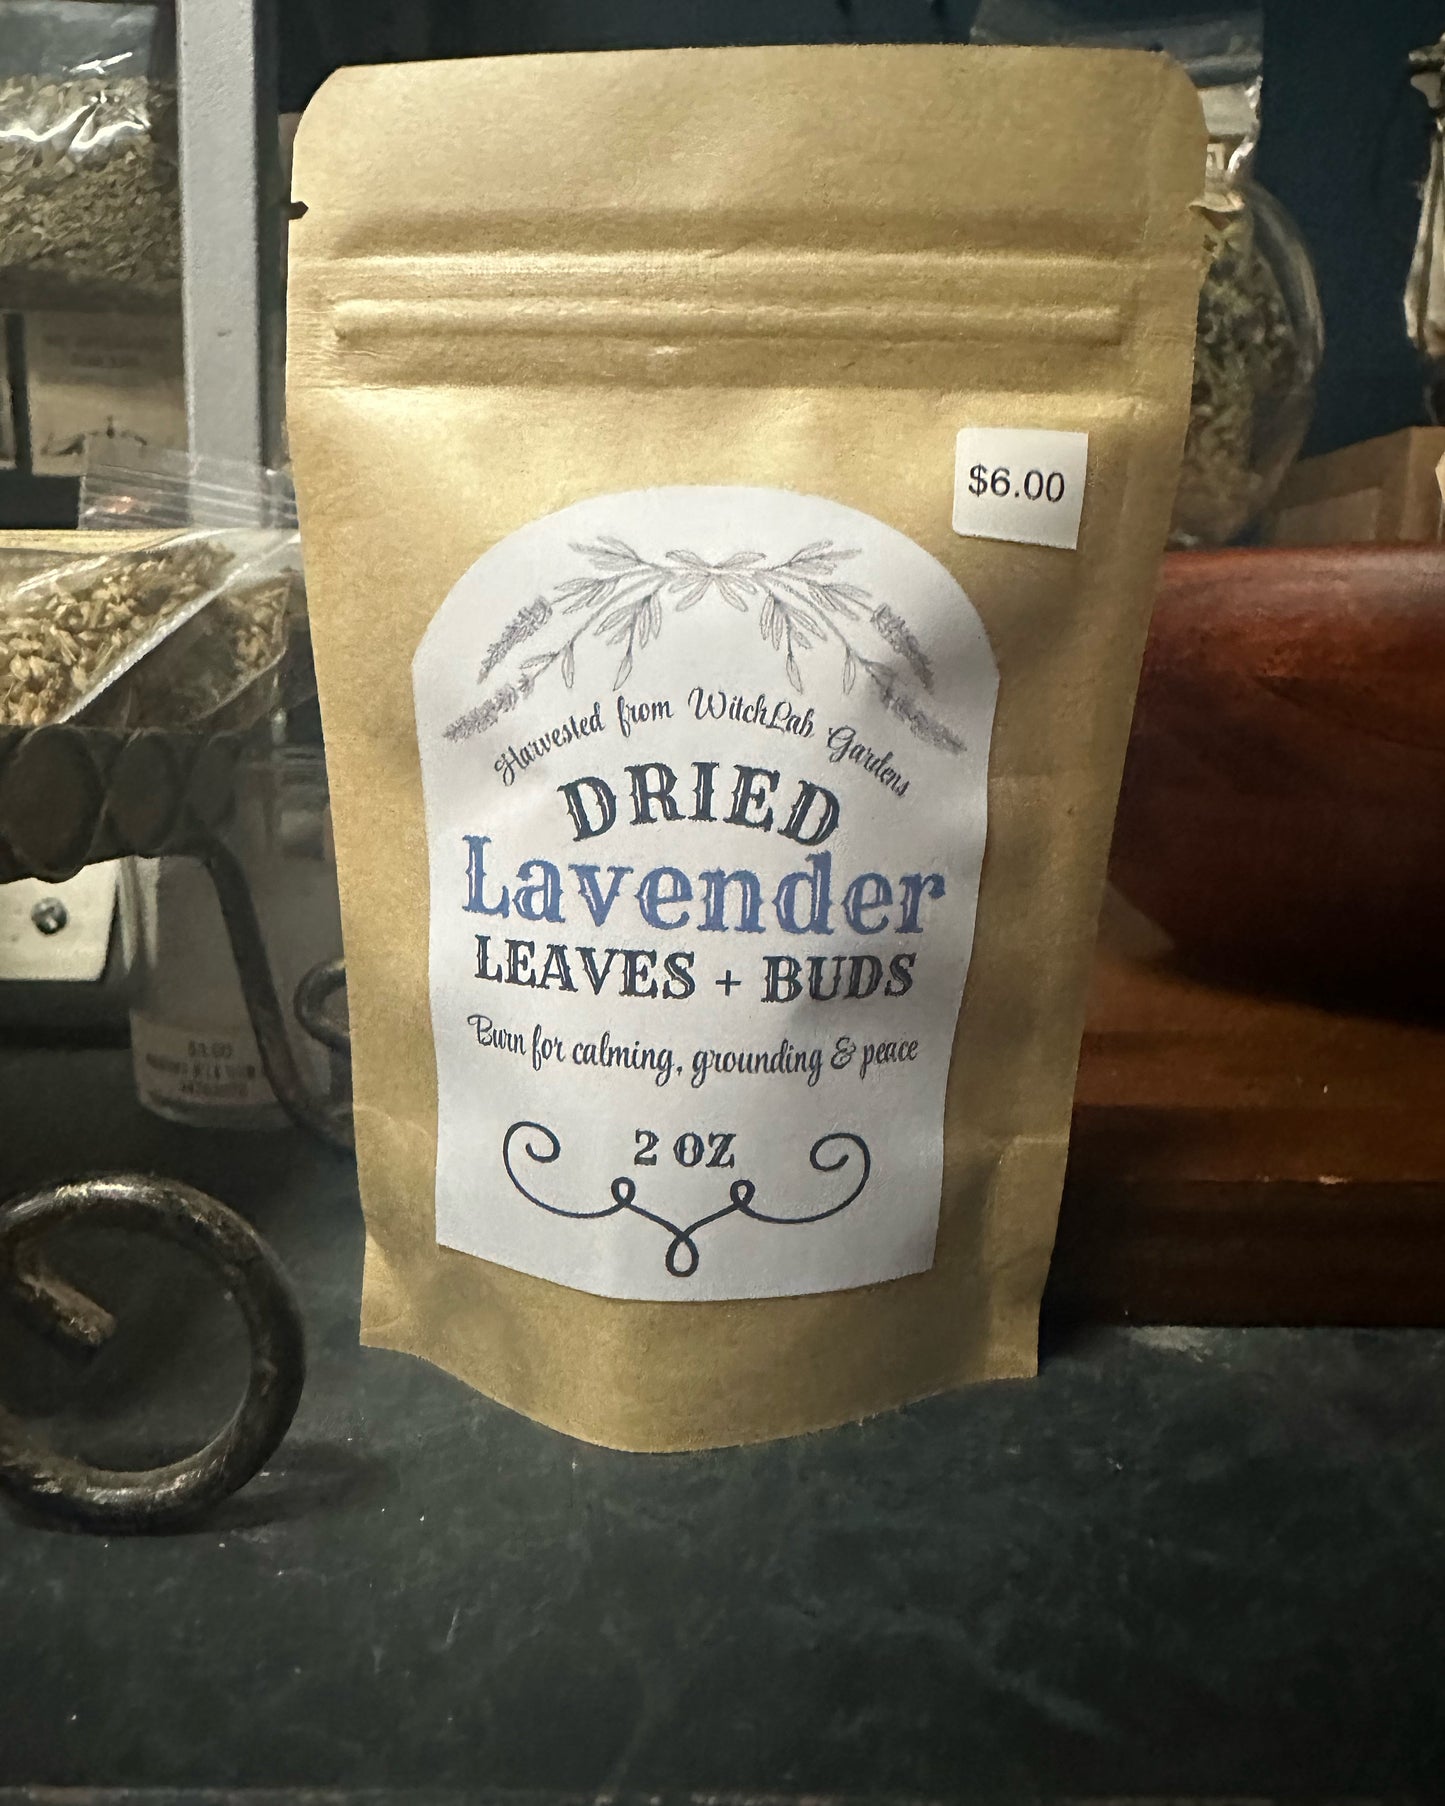 $6.00
Harvested from WitchLab Gardens
DRIED
Lavender
LEAVES + BUDS
Burn for calming, grounding & peace
2 OZ